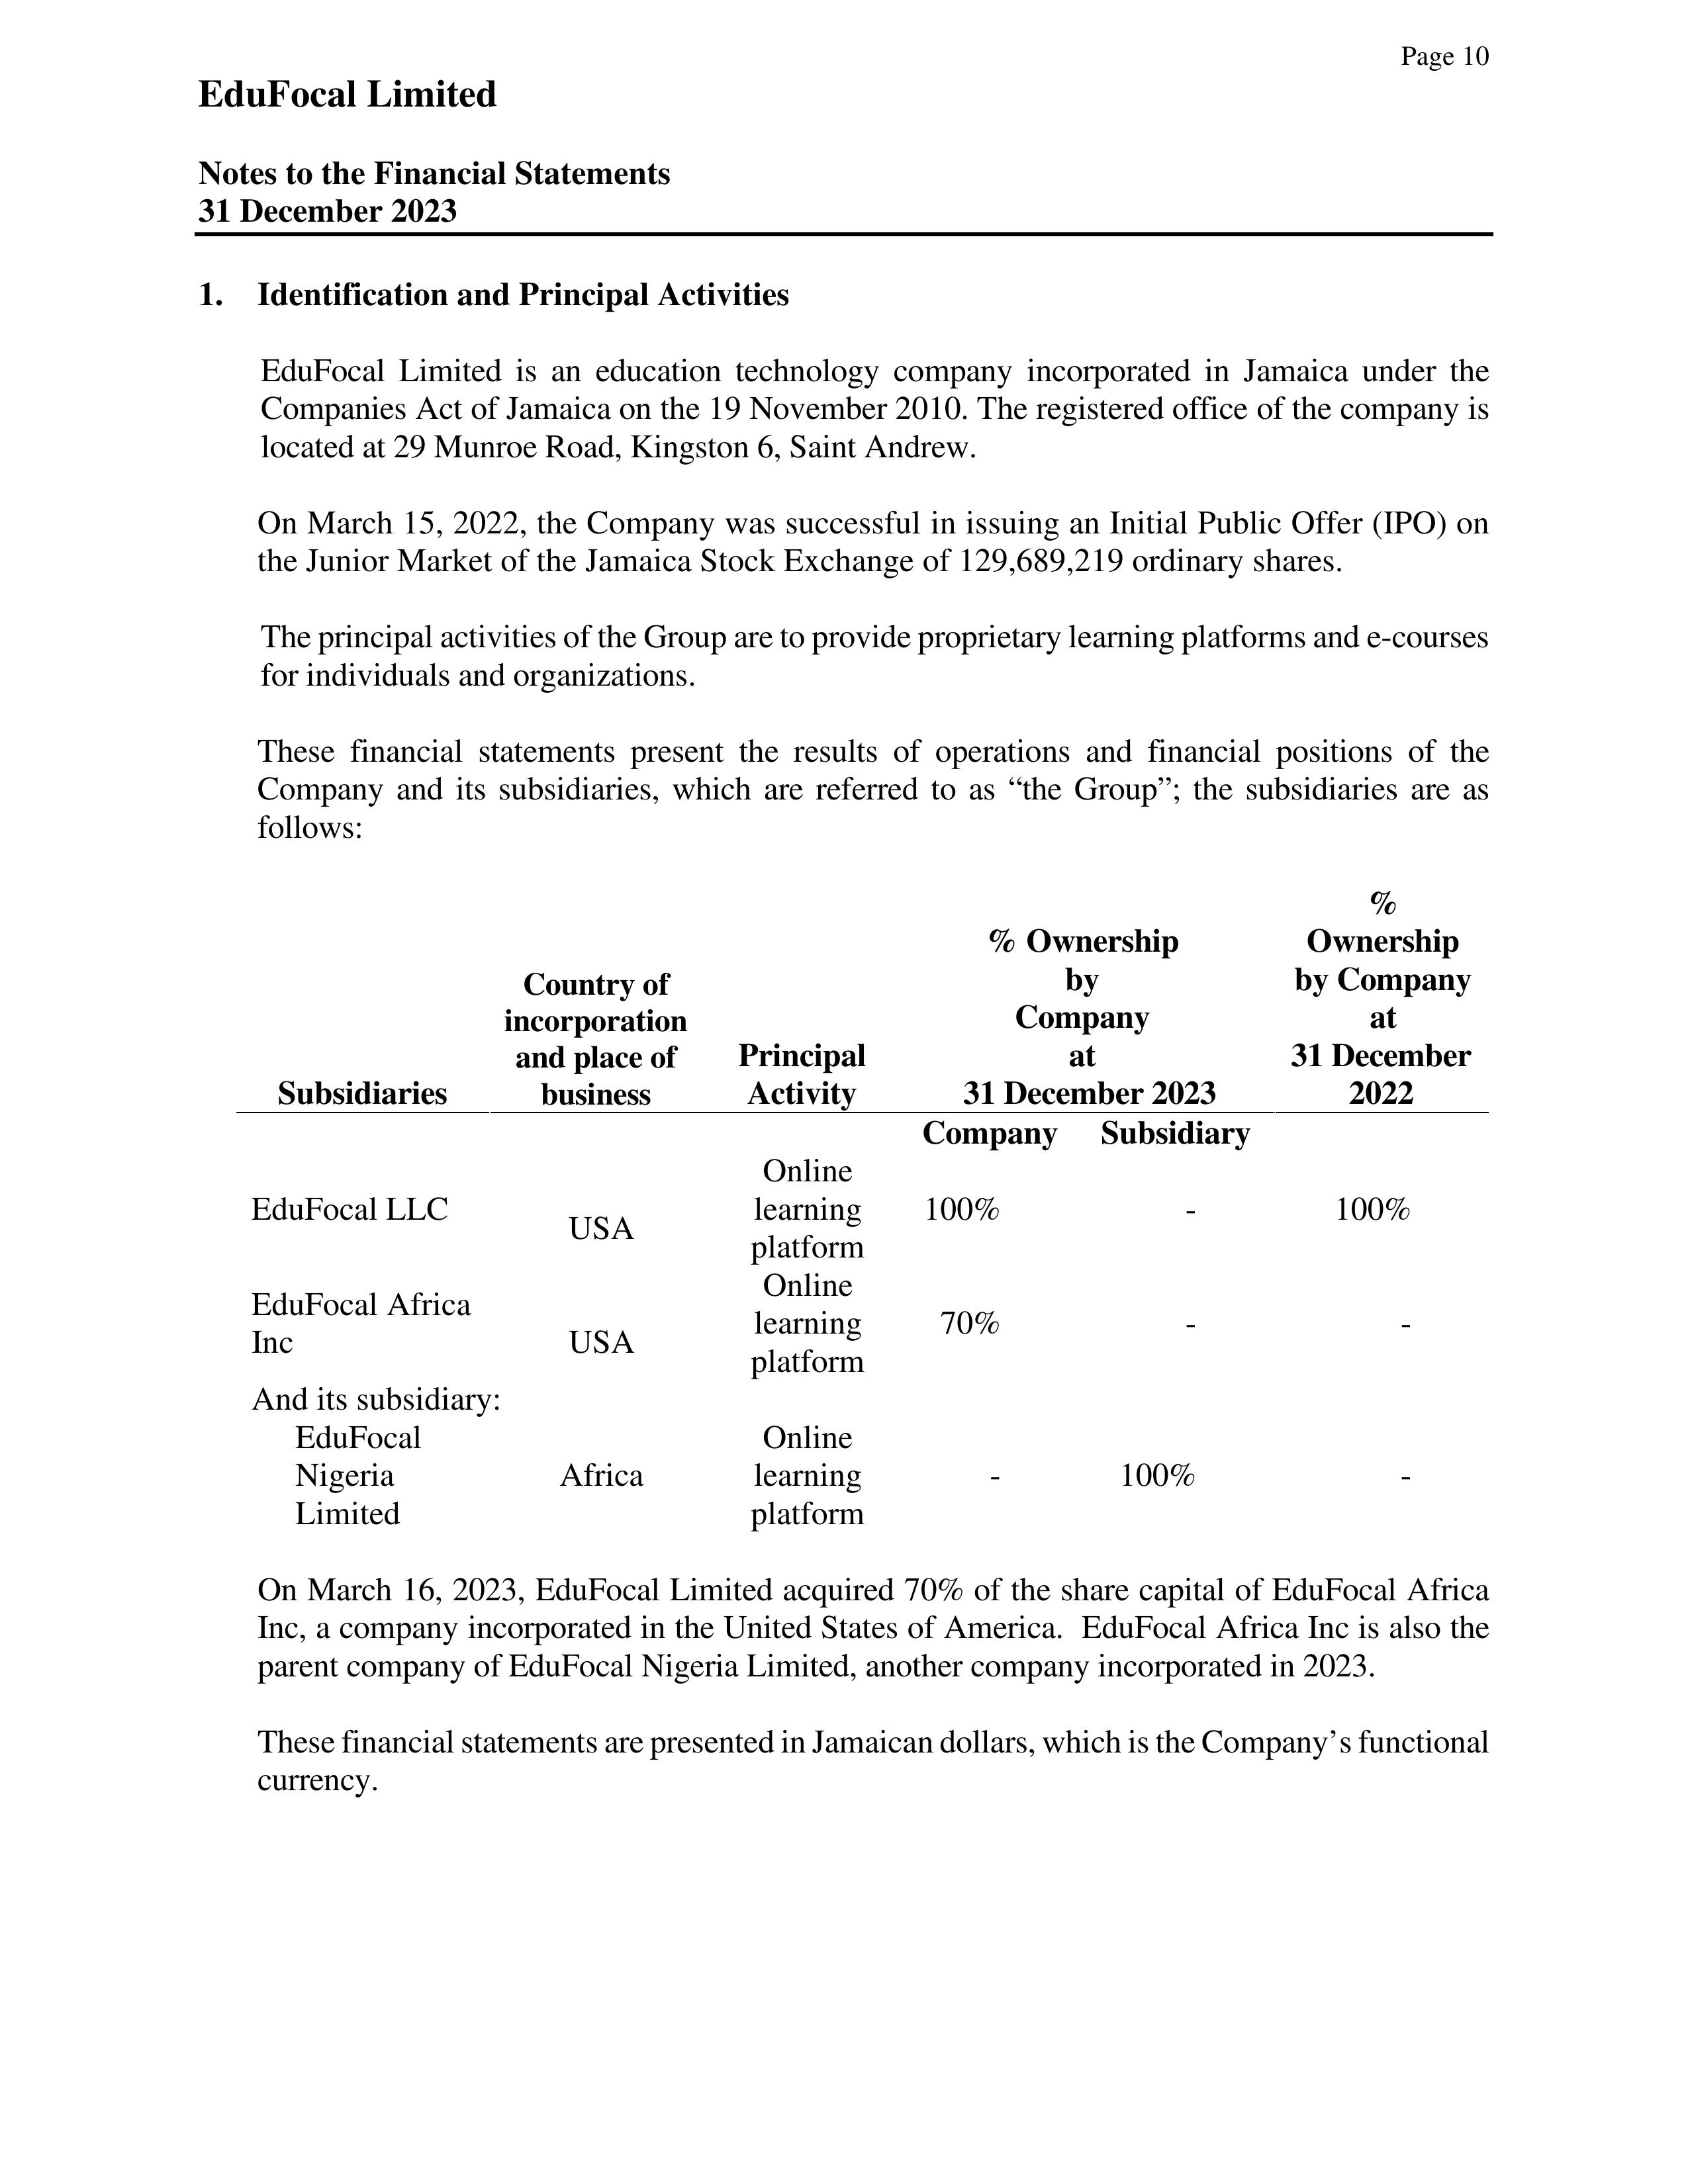 Page 10
EduFocal Limited
Notes to the Financial Statements
31 December 2023
1. Identification and Principal Activities
EduFocal Limited is an education technology company incorporated in Jamaica under the
Companies Act of Jamaica on the 19 November 2010. The registered office of the company is
located at 29 Munroe Road, Kingston 6, Saint Andrew.
On March 15, 2022, the Company was successful in issuing an Initial Public Offer (IPO) on
the Junior Market of the Jamaica Stock Exchange of 129,689,219 ordinary shares.
The principal activities of the Group are to provide proprietary learning platforms and e-courses
for individuals and organizations.
These financial statements present the results of operations and financial positions of the
Company and its subsidiaries, which are referred to as “the Group”; the subsidiaries are as
follows:
Subsidiaries
Country of
incorporation
and place of
business
Principal
Activity
% Ownership
by
Company
at
31 December 2023
%
Ownership
by Company
at
31 December
2022
Company Subsidiary
EduFocal LLC
USA
Online
learning
platform
100% - 100%
EduFocal Africa
Inc
USA
Online
learning
platform
70% - -
And its subsidiary:
EduFocal
Nigeria
Limited
Africa
Online
learning
platform
- 100% -
On March 16, 2023, EduFocal Limited acquired 70% of the share capital of EduFocal Africa
Inc, a company incorporated in the United States of America. EduFocal Africa Inc is also the
parent company of EduFocal Nigeria Limited, another company incorporated in 2023.
These financial statements are presented in Jamaican dollars, which is the Company’s functional
currency.